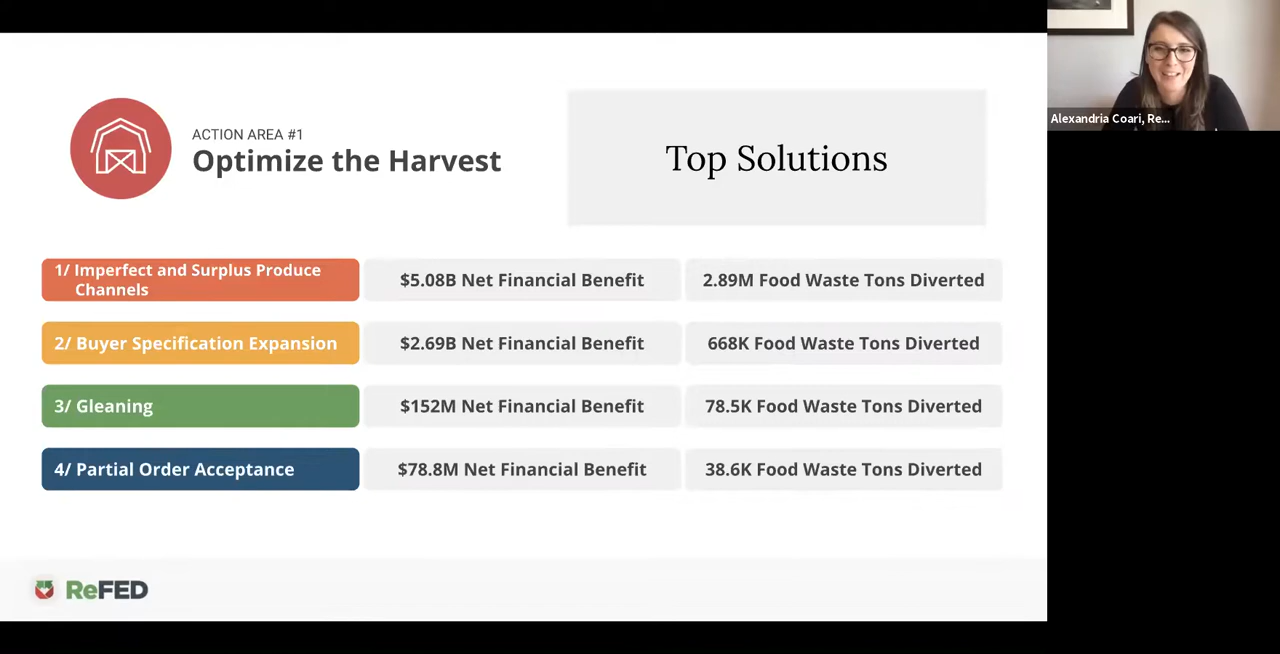 ACTION AREA #1
Optimize the Harvest
Top Solutions
1/ Imperfect and Surplus Produce
Channels
$5.08B Net Financial Benefit
2.89M Food Waste Tons Diverted
2/ Buyer Specification Expansion
$2.69B Net Financial Benefit
668K Food Waste Tons Diverted
3/ Gleaning
$152M Net Financial Benefit
78.5K Food Waste Tons Diverted
4/ Partial Order Acceptance
$78.8M Net Financial Benefit
38.6K Food Waste Tons Diverted
ReFED
Alexandria Coari, Re...